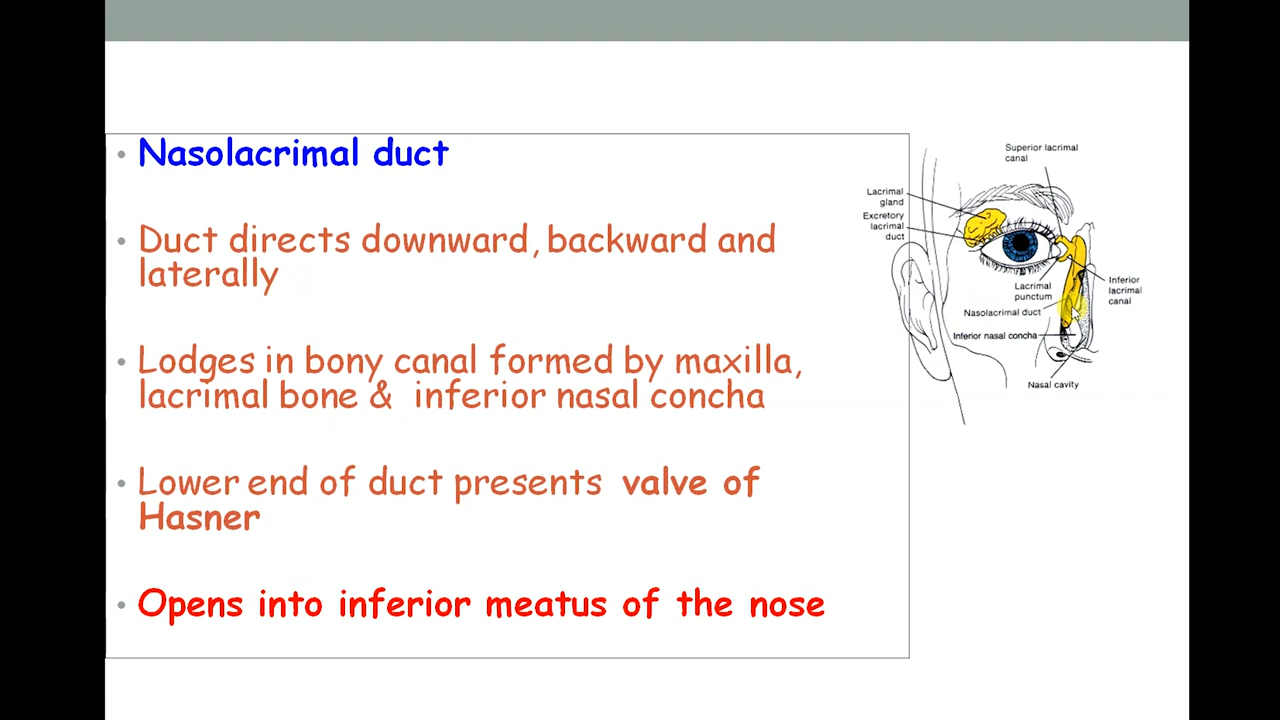 • Nasolacrimal duct
• Duct directs downward, backward and
laterally
• Lodges in bony canal formed by maxilla,
lacrimal bone & inferior nasal concha
• Lower end of duct presents valve of
Hasner
• Opens into inferior meatus of the nose
Superior lacrimal
canal
Lacrimal
gland
Excretory
lacrimal
duct
Lacrimal
punctum
Inferior
lacrimal
canal
Nasolacrimal duct
Inferior nasal concha
Nasal cavity